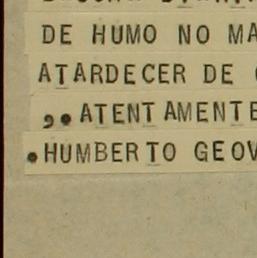 DE HUMO NO MA
ATARDECER DE
,.ATENTAMENTE
.HUMBERTO GEOV